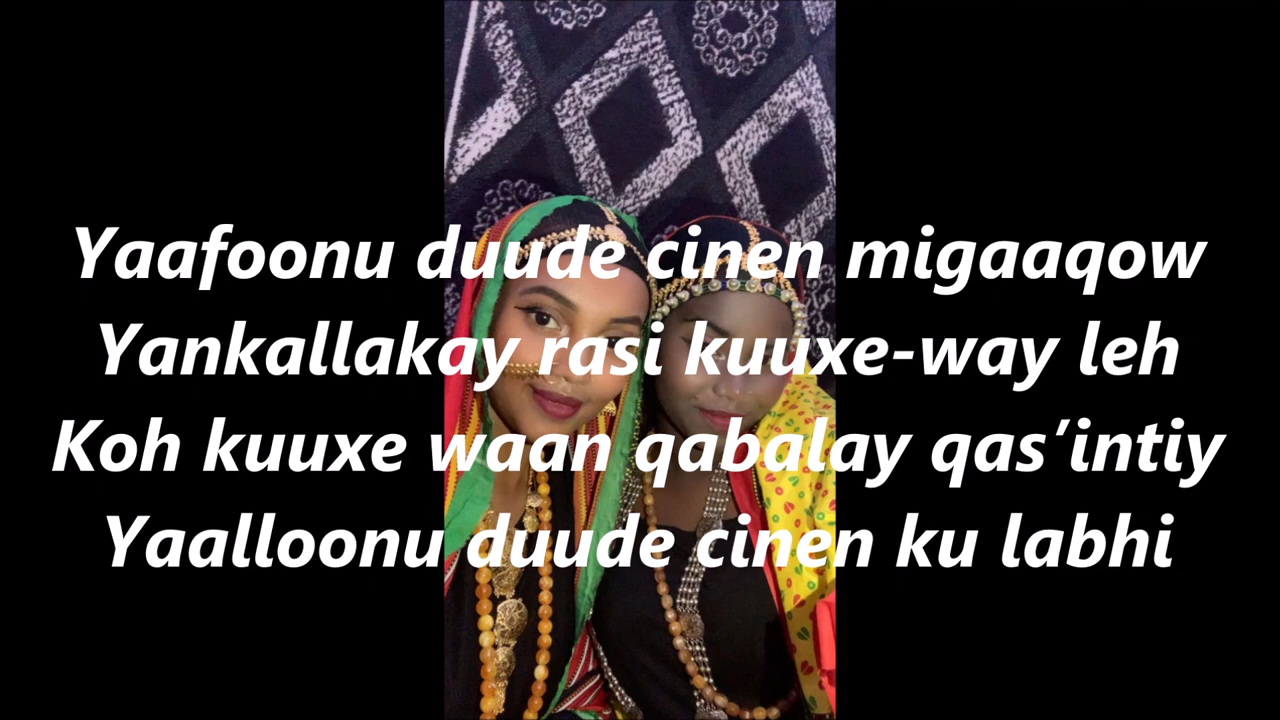 Yaafoonu duude cinen migaaqow
Yankallakay rasi kuuxe-way leh
Koh kuuxe waan qabalay qas’intiy
Yaalloonu duude cinen ku labhi